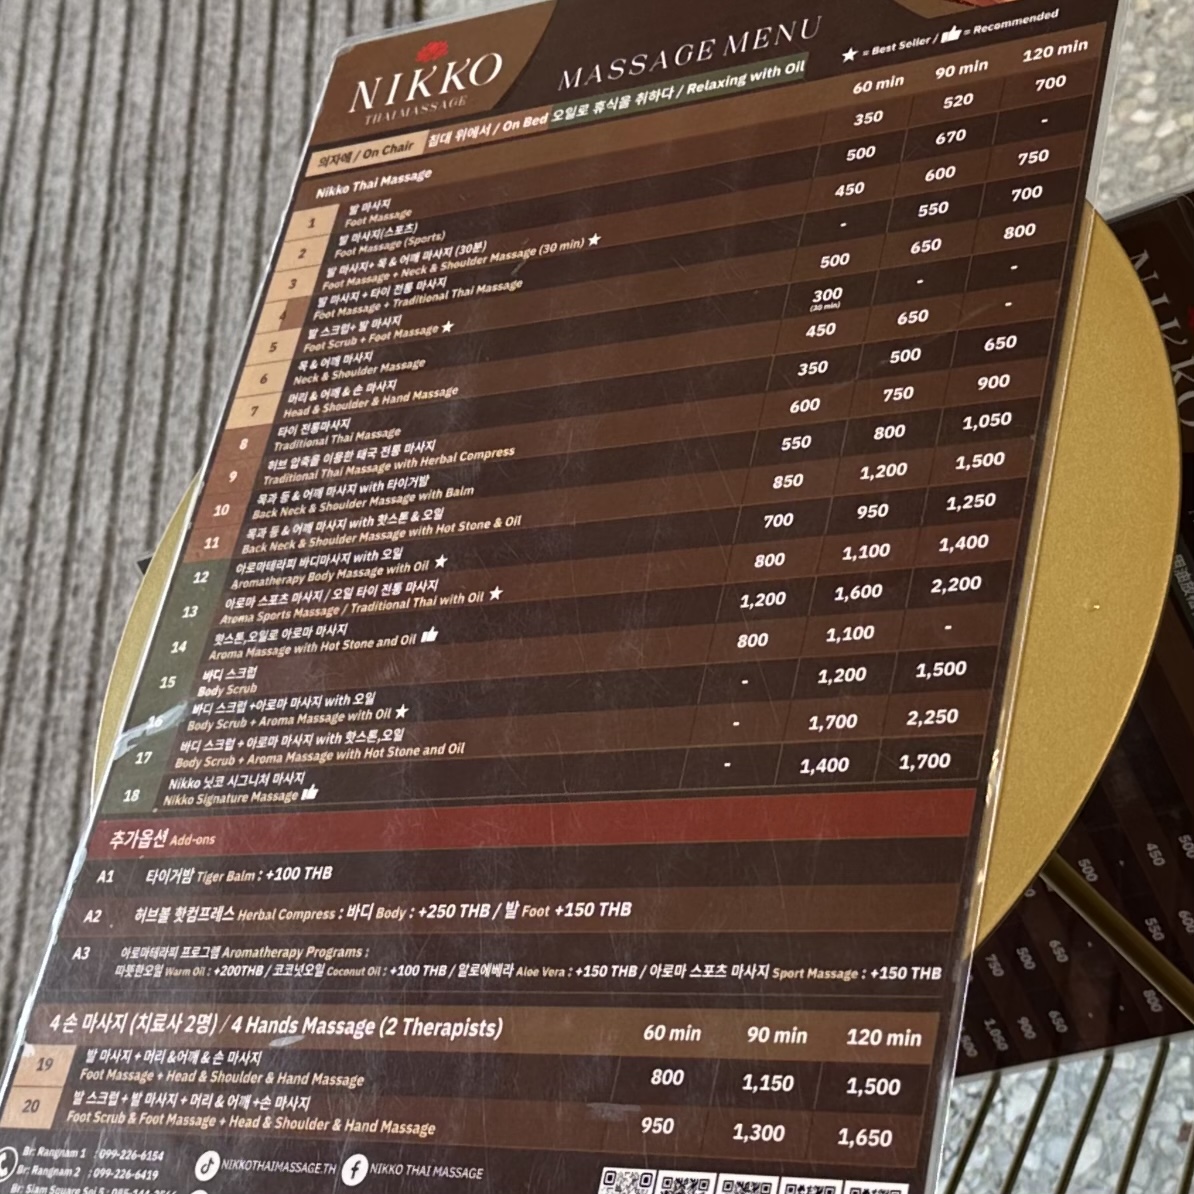 NIKKO
THAI MASSAGE
MASSAGE MENU
★ = Best Seller / 👍 = Recommended
의자에 / On Chair 침대 위에서 / On Bed 오일로 휴식을 취하다 / Relaxing with Oil
Nikko Thai Massage 60 min 90 min 120 min
1 발 마사지 350 520 700
Foot Massage
2 발 마사지(스포츠) 500 670 -
Foot Massage (Sports)
3 발 마사지+ 목 & 어깨 마사지 (30분) 450 600 750
Foot Massage + Neck & Shoulder Massage (30 min) ★
4 발 마사지 + 타이 전통 마사지 - 550 700
Foot Massage + Traditional Thai Massage
5 발 스크럽+ 발 마사지 500 650 800
Foot Scrub + Foot Massage ★
6 목 & 어깨 마사지 300 - -
Neck & Shoulder Massage (30 min)
7 머리 & 어깨 & 손 마사지 450 650 -
Head & Shoulder & Hand Massage
8 타이 전통마사지 350 500 650
Traditional Thai Massage
9 허브 압축를 이용한 태국 전통 마사지 600 750 900
Traditional Thai Massage with Herbal Compress
10 목과 등 & 어깨 마사지 with 타이거밤 550 800 1,050
Back Neck & Shoulder Massage with Balm
11 목과 등 & 어깨 마사지 with 핫스톤 & 오일 850 1,200 1,500
Back Neck & Shoulder Massage with Hot Stone & Oil
12 아로마테라피 바디마사지 with 오일 700 950 1,250
Aromatherapy Body Massage with Oil ★
13 아로마 스포츠 마사지 / 오일 타이 전통 마사지 800 1,100 1,400
Aroma Sports Massage / Traditional Thai with Oil ★
14 핫스톤,오일로 아로마 마사지 1,200 1,600 2,200
Aroma Massage with Hot Stone and Oil 👍
15 바디 스크럽 800 1,100 -
Body Scrub
16 바디 스크럽 +아로마 마사지 with 오일 - 1,200 1,500
Body Scrub + Aroma Massage with Oil ★
17 바디 스크럽 + 아로마 마사지 with 핫스톤,오일 - 1,700 2,250
Body Scrub + Aroma Massage with Hot Stone and Oil
18 Nikko 닛코 시그니처 마사지 - 1,400 1,700
Nikko Signature Massage 👍
추가옵션 Add-ons
A1 타이거밤 Tiger Balm : +100 THB
A2 허브볼 핫컴프레스 Herbal Compress : 바디 Body : +250 THB / 발 Foot +150 THB
A3 아로마테라피 프로그램 Aromatherapy Programs :
따뜻한오일 Warm Oil : +200THB / 코코넛오일 Coconut Oil : +100 THB / 알로에베라 Aloe Vera : +150 THB / 아로마 스포츠 마사지 Sport Massage : +150 THB
4 손 마사지 (치료사 2명) / 4 Hands Massage (2 Therapists) 60 min 90 min 120 min
19 발 마사지 + 머리 &어깨 & 손 마사지 800 1,150 1,500
Foot Massage + Head & Shoulder & Hand Massage
20 발 스크럽 + 발 마사지 + 머리 & 어깨 +손 마사지 950 1,300 1,650
Foot Scrub & Foot Massage + Head & Shoulder & Hand Massage
Br: Rangnam 1 : 099-226-6154
Br: Rangnam 2 : 099-226-6419
Br: Siam Square Soi 5 :
NIKKOTHAIMASSAGE.TH
NIKKO THAI MASSAGE
NIKKO